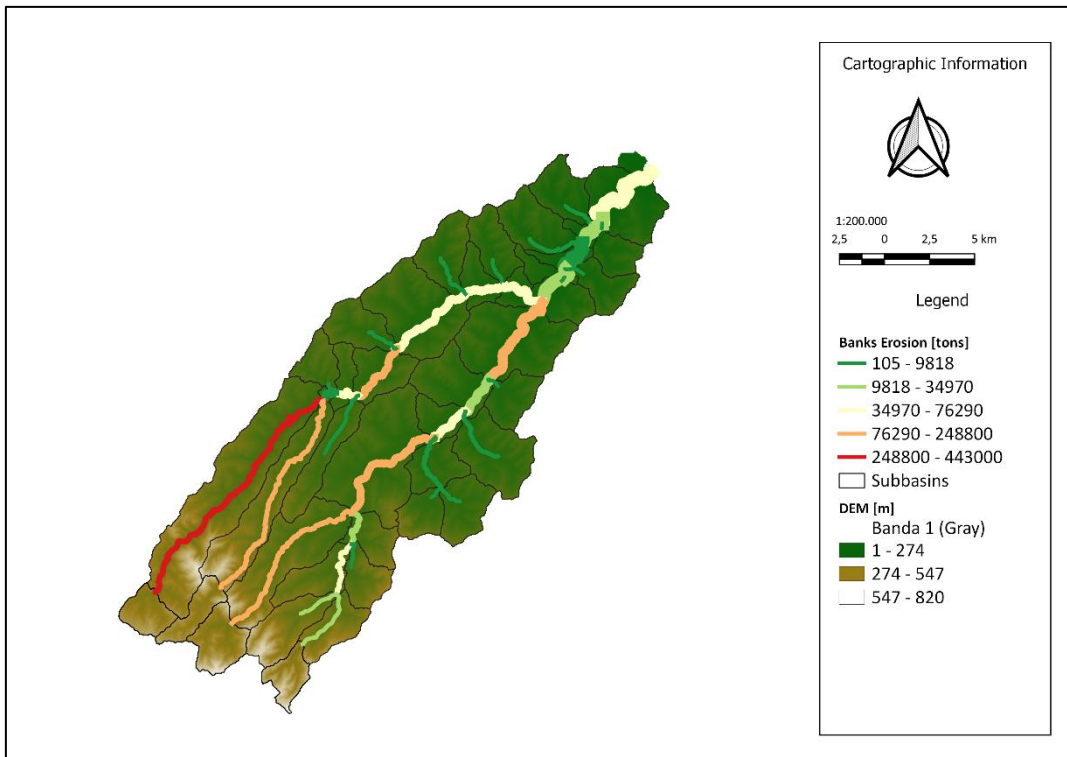 Cartographic Information
1:200.000
2,5 0 2,5 5 km
Legend
Banks Erosion [tons]
105 - 9818
9818 - 34970
34970 - 76290
76290 - 248800
248800 - 443000
Subbasins
DEM [m]
Banda 1 (Gray)
1 - 274
274 - 547
547 - 820